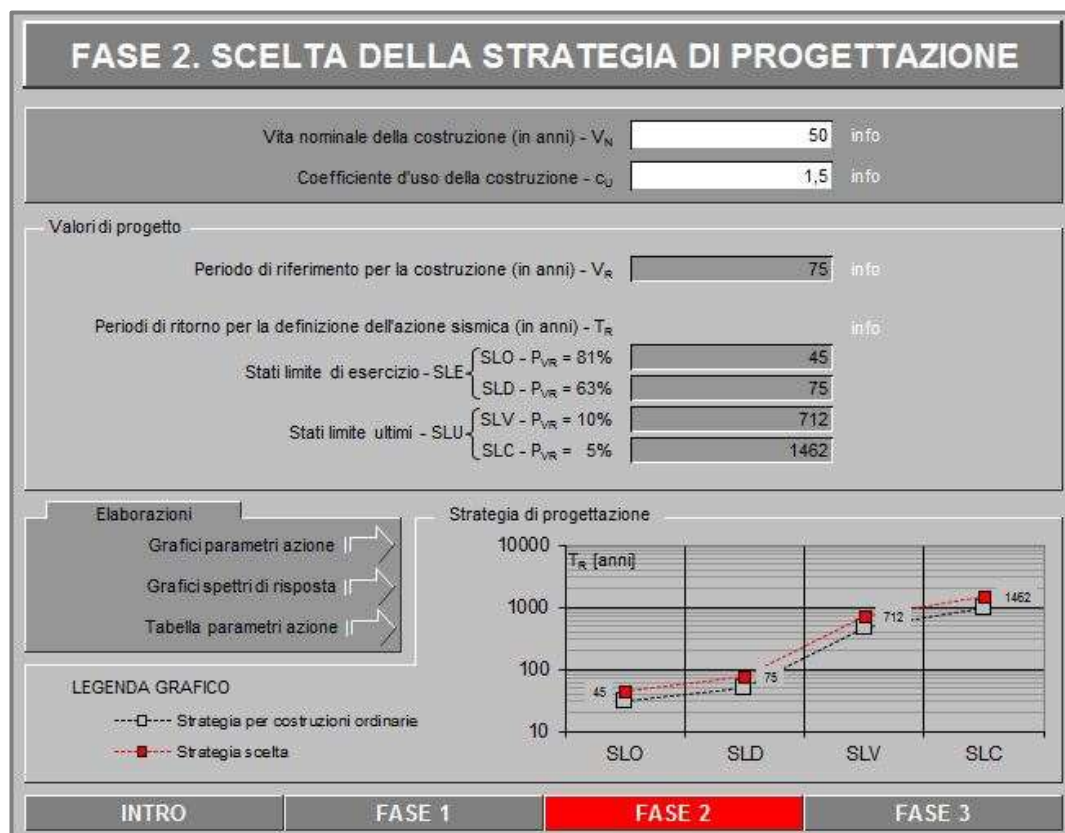 FASE 2. SCELTA DELLA STRATEGIA DI PROGETTAZIONE
Vita nominale della costruzione (in anni) - VN 50 info
Coefficiente d'uso della costruzione - cU 1,5 info
Valori di progetto
Periodo di riferimento per la costruzione (in anni) - VR 75 info
Periodi di ritorno per la definizione dell'azione sismica (in anni) - TR info
Stati limite di esercizio - SLE
SLO - PVR = 81% 45
SLD - PVR = 63% 75
Stati limite ultimi - SLU
SLV - PVR = 10% 712
SLC - PVR = 5% 1462
Elaborazioni
Grafici parametri azione
Grafici spettri di risposta
Tabella parametri azione
LEGENDA GRAFICO
Strategia per costruzioni ordinarie
Strategia scelta
Strategia di progettazione
TR [anni]
10000
1000
100
10
45
75
712
1462
SLO SLD SLV SLC
INTRO FASE 1 FASE 2 FASE 3